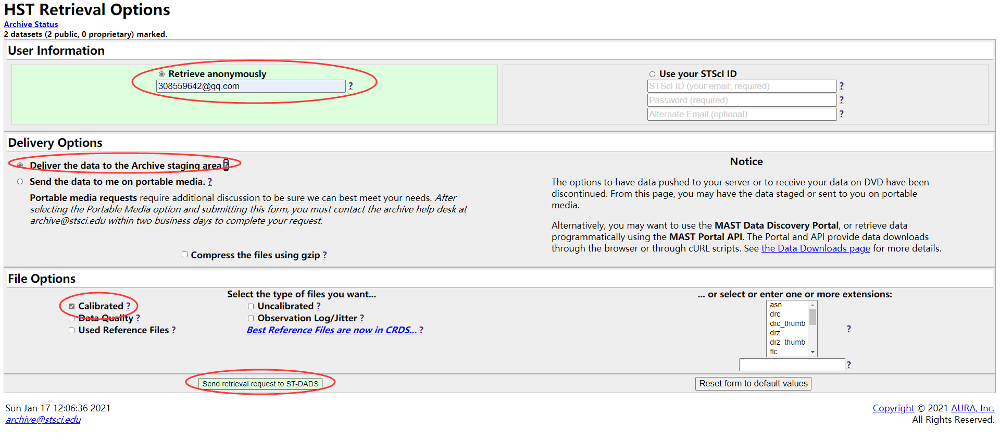 HST Retrieval Options
Archive Status
2 datasets (2 public, 0 proprietary) marked.
User Information
Retrieve anonymously
308559642@qq.com ?
Use your STScI ID
STScI ID (your email; required) ?
Password (required) ?
Alternate Email (optional) ?
Delivery Options
Deliver the data to the Archive staging area ?
Send the data to me on portable media. ?
Portable media requests require additional discussion to be sure we can best meet your needs. After
selecting the Portable Media option and submitting this form, you must contact the archive help desk at
archive@stsci.edu within two business days to complete your request.
Compress the files using gzip ?
Notice
The options to have data pushed to your server or to receive your data on DVD have been
discontinued. From this page, you may have the data staged or sent to you on portable
media.
Alternatively, you may want to use the MAST Data Discovery Portal, or retrieve data
programmatically using the MAST Portal API. The Portal and API provide data downloads
through the browser or through cURL scripts. See the Data Downloads page for more details.
File Options
Select the type of files you want...
Calibrated ?
Uncalibrated ?
Data Quality ?
Observation Log/Jitter ?
Used Reference Files ?
Best Reference Files are now in CRDS... ?
... or select or enter one or more extensions:
asn
drc
drc_thumb
drz
drz_thumb
flc
?
?
Send retrieval request to ST-DADS
Reset form to default values
Sun Jan 17 12:06:36 2021
archive@stsci.edu
Copyright © 2021 AURA, Inc.
All Rights Reserved.